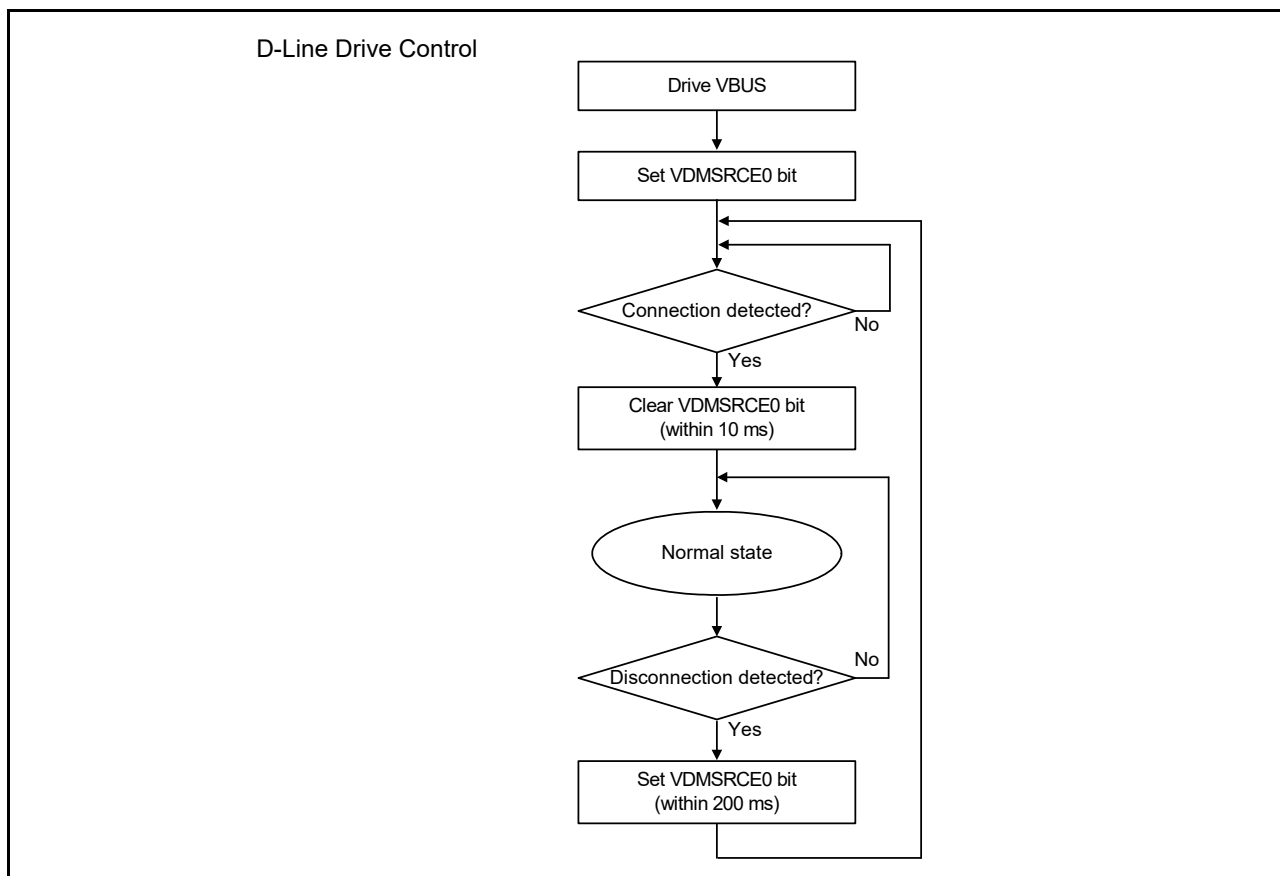 D-Line Drive Control
Drive VBUS
Set VDMSRCE0 bit
Connection detected?
No
Yes
Clear VDMSRCE0 bit
(within 10 ms)
Normal state
Disconnection detected?
No
Yes
Set VDMSRCE0 bit
(within 200 ms)